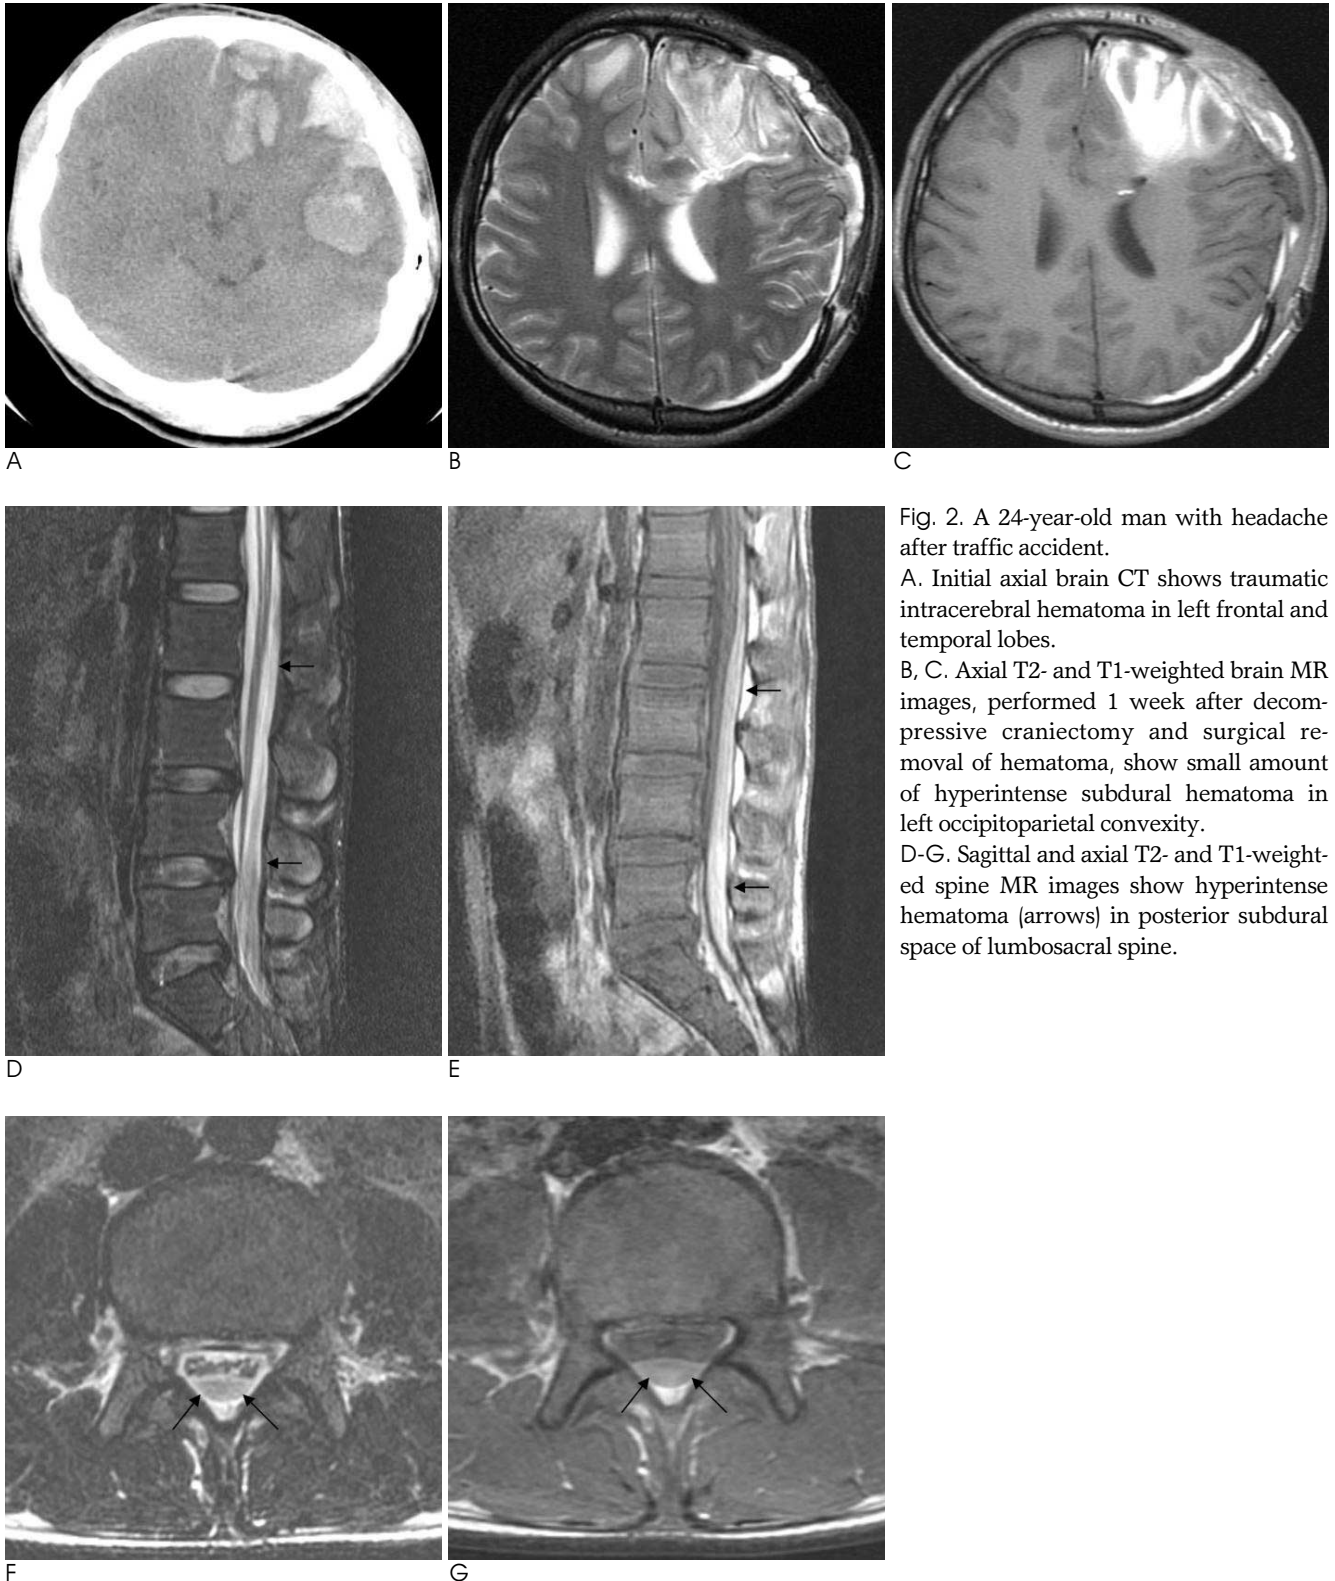 A
B
C
Fig. 2. A 24-year-old man with headache
after traffic accident.
A. Initial axial brain CT shows traumatic
intracerebral hematoma in left frontal and
temporal lobes.
B, C. Axial T2- and T1-weighted brain MR
images, performed 1 week after decom-
pressive craniectomy and surgical re-
moval of hematoma, show small amount
of hyperintense subdural hematoma in
left occipitoparietal convexity.
D-G. Sagittal and axial T2- and T1-weight-
ed spine MR images show hyperintense
hematoma (arrows) in posterior subdural
space of lumbosacral spine.
D
E
F
G